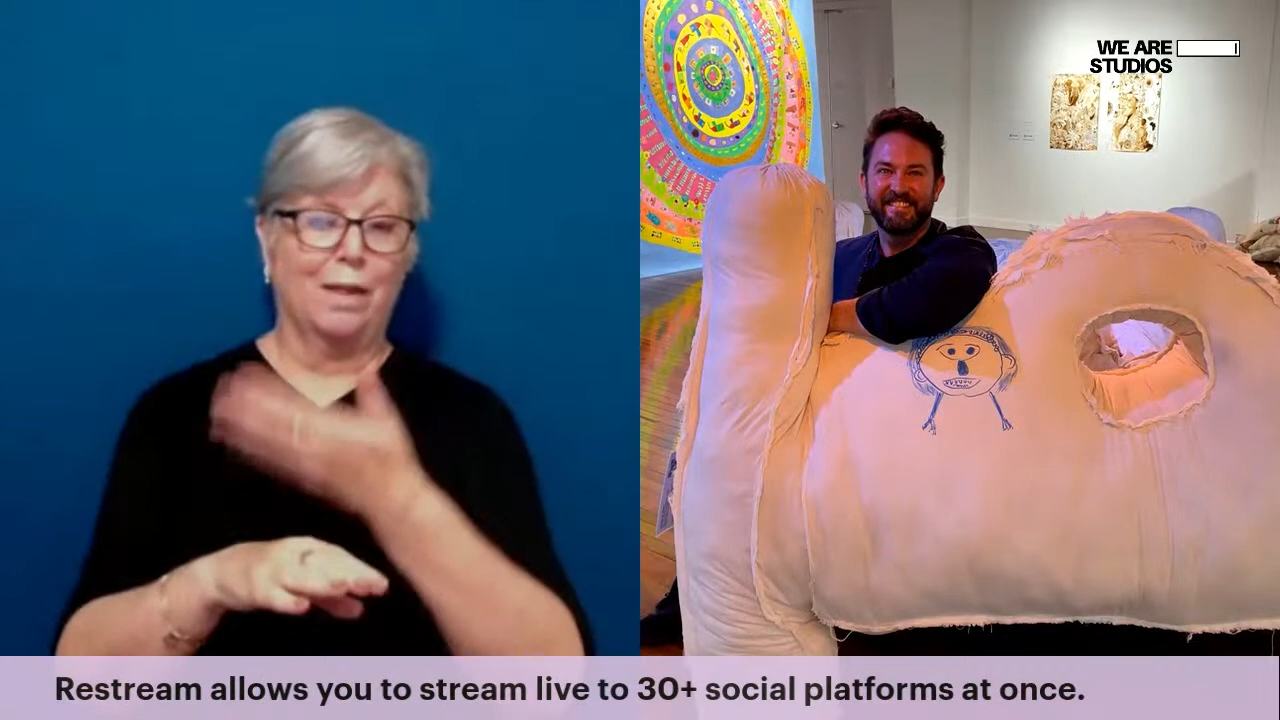 WE ARE
STUDIOS
Restream allows you to stream live to 30+ social platforms at once.